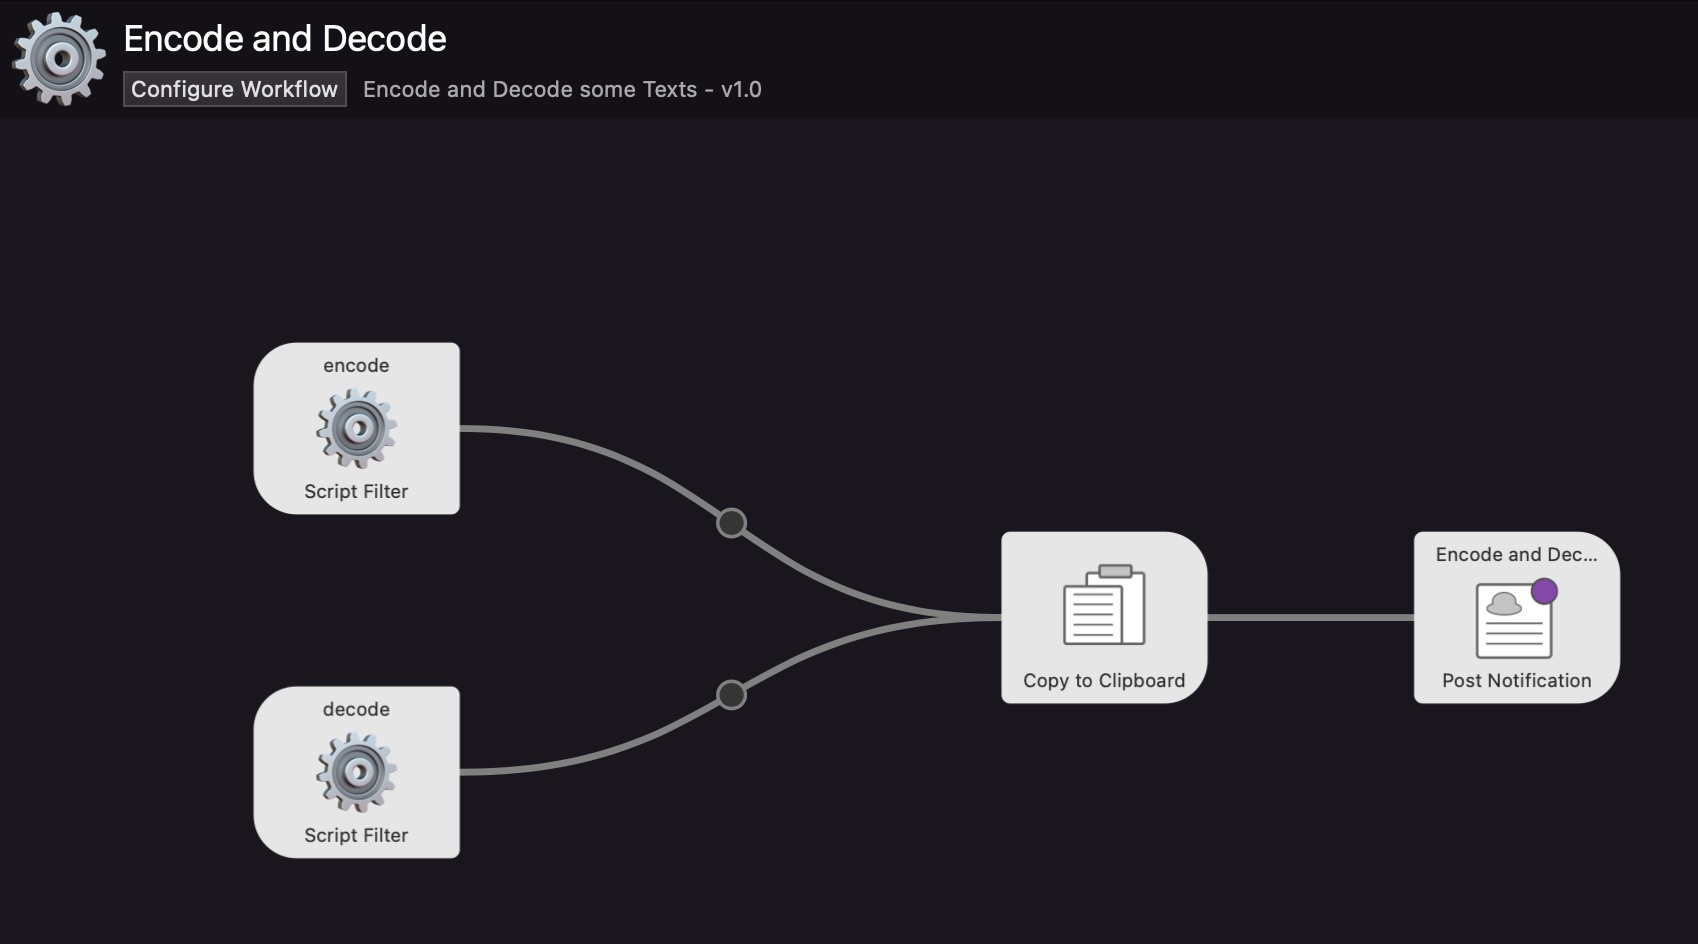 Encode and Decode
Configure Workflow Encode and Decode some Texts - v1.0
encode
Script Filter
decode
Script Filter
Copy to Clipboard
Encode and Dec...
Post Notification